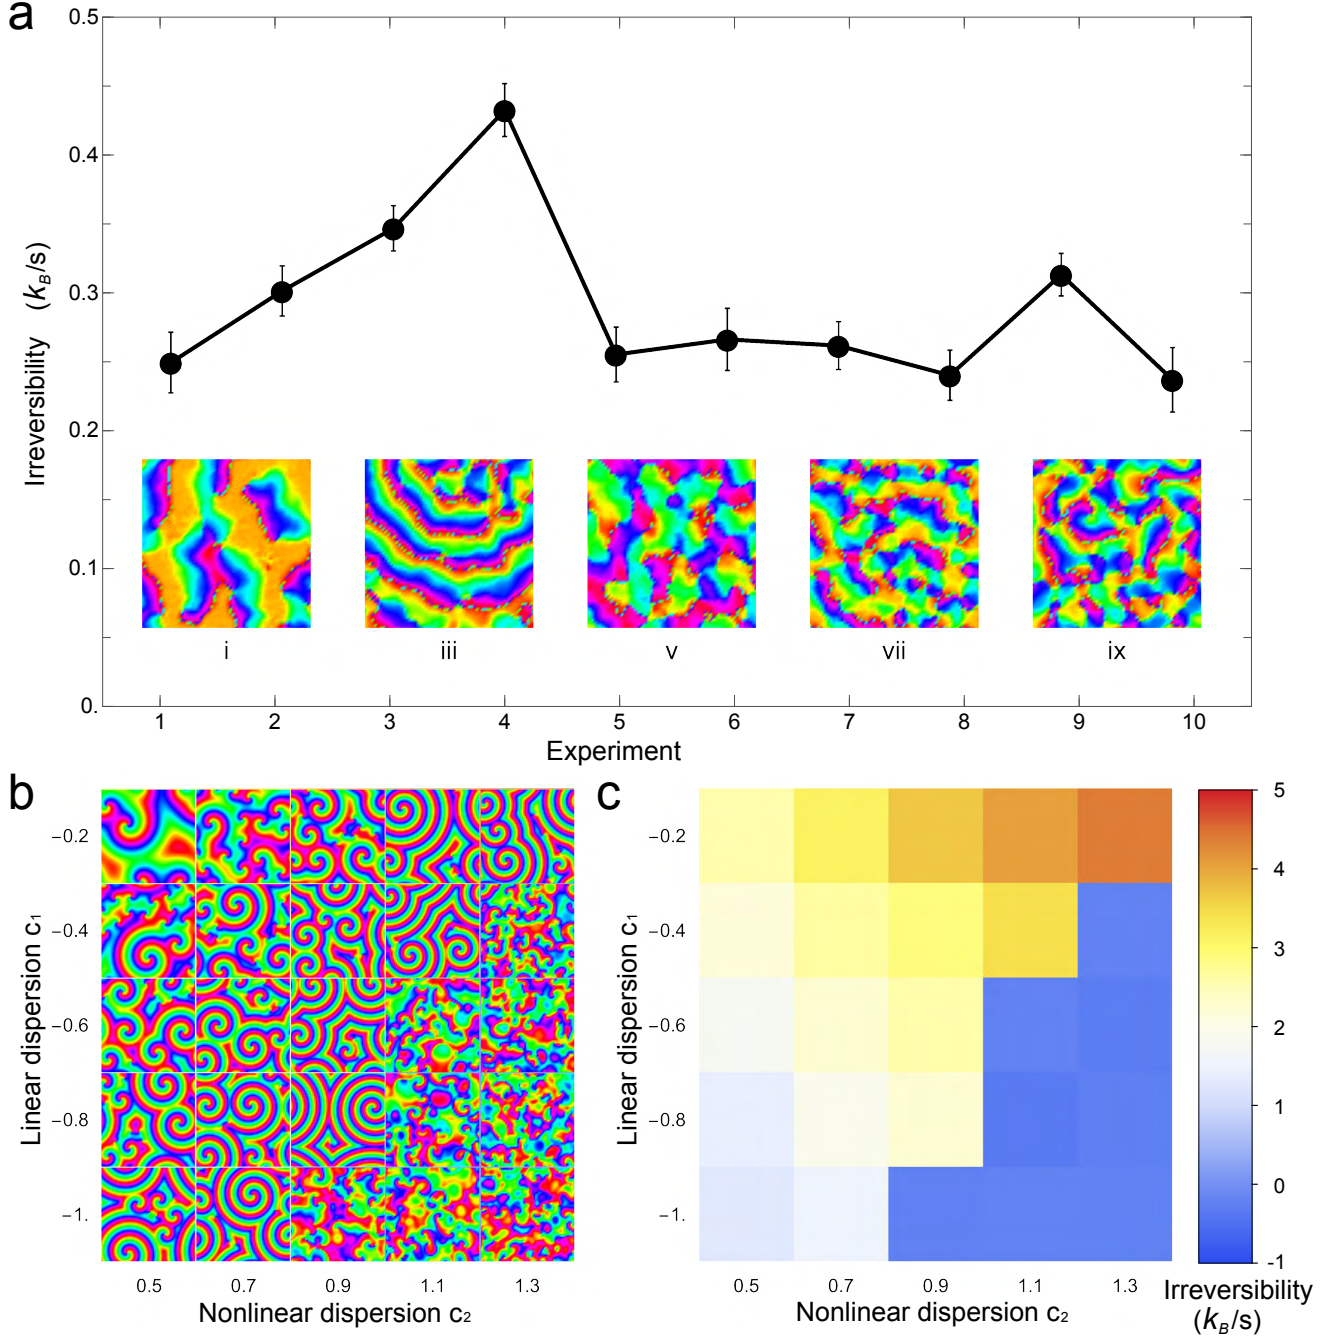 a
0.5
0.4
0.3
0.2
0.1
0.
Irreversibility (k_B/s)
i iii v vii ix
1 2 3 4 5 6 7 8 9 10
Experiment
b
−0.2
−0.4
−0.6
−0.8
−1.
Linear dispersion c₁
0.5 0.7 0.9 1.1 1.3
Nonlinear dispersion c₂
c
−0.2
−0.4
−0.6
−0.8
−1.
Linear dispersion c₁
0.5 0.7 0.9 1.1 1.3
Nonlinear dispersion c₂
5
4
3
2
1
0
-1
Irreversibility
(k_B/s)